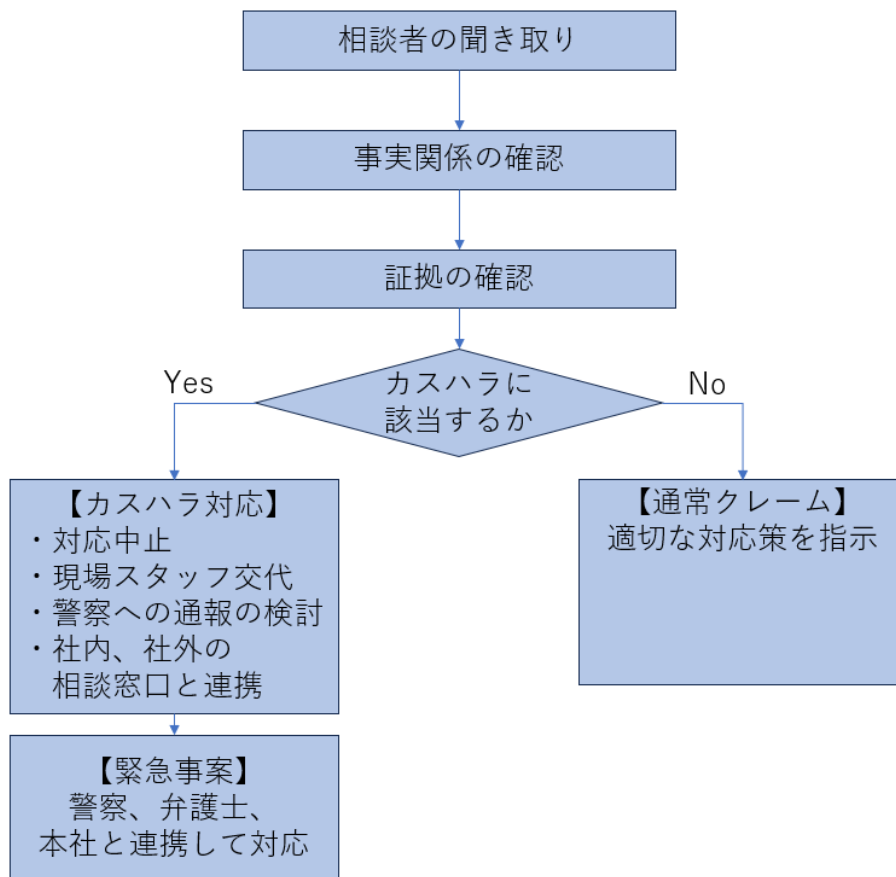 相談者の聞き取り
事実関係の確認
証拠の確認
カスハラに
該当するか
Yes
No
【カスハラ対応】
・対応中止
・現場スタッフ交代
・警察への通報の検討
・社内、社外の
相談窓口と連携
【通常クレーム】
適切な対応策を指示
【緊急事案】
警察、弁護士、
本社と連携して対応